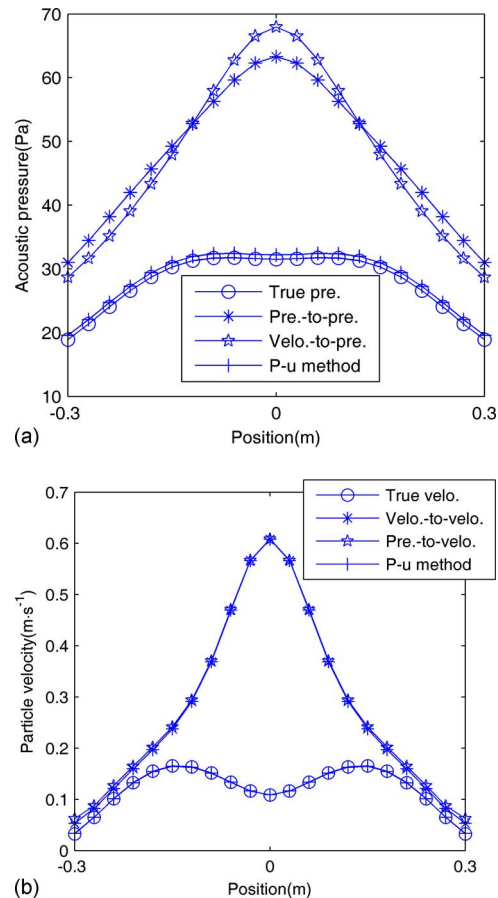 70
60
50
40
30
20
10
Acoustic pressure(Pa)
True pre.
Pre.-to-pre.
Velo.-to-pre.
P-u method
-0.3
0
0.3
Position(m)
(a)
0.7
0.6
0.5
0.4
0.3
0.2
0.1
0
Particle velocity(m·s⁻¹)
True velo.
Velo.-to-velo.
Pre.-to-velo.
P-u method
-0.3
0
0.3
Position(m)
(b)